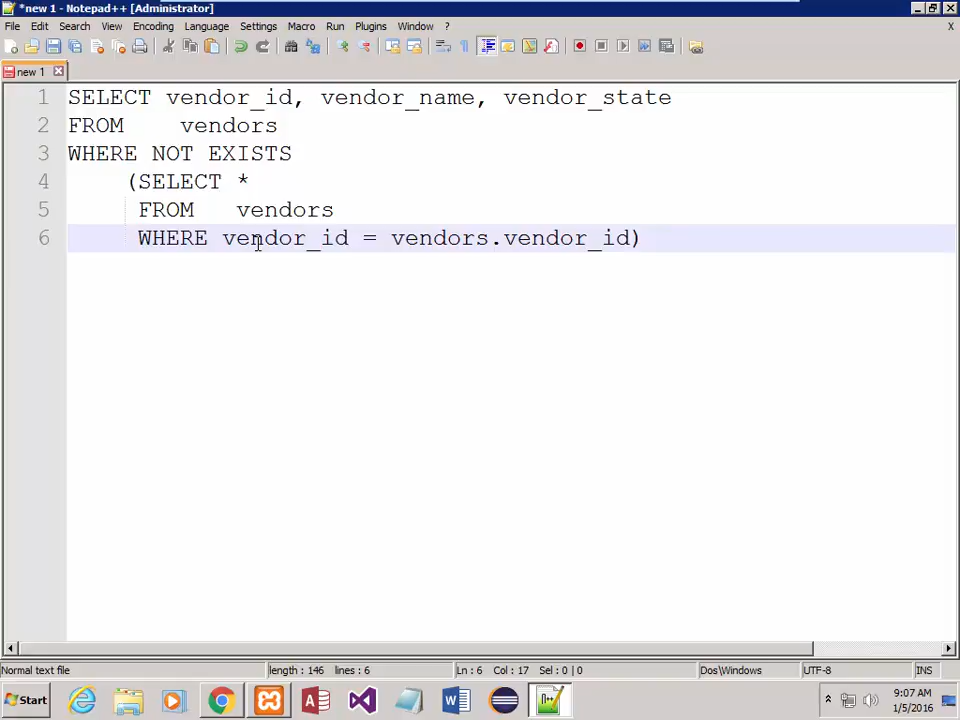 *new 1 - Notepad++ [Administrator]
File Edit Search View Encoding Language Settings Macro Run Plugins Window ? X
new 1
1 SELECT vendor_id, vendor_name, vendor_state
2 FROM vendors
3 WHERE NOT EXISTS
4 (SELECT *
5 FROM vendors
6 WHERE vendor_id = vendors.vendor_id)
Normal text file length : 146 lines : 6 Ln : 6 Col : 17 Sel : 0 | 0 Dos\Windows UTF-8 INS
Start 9:07 AM
1/5/2016